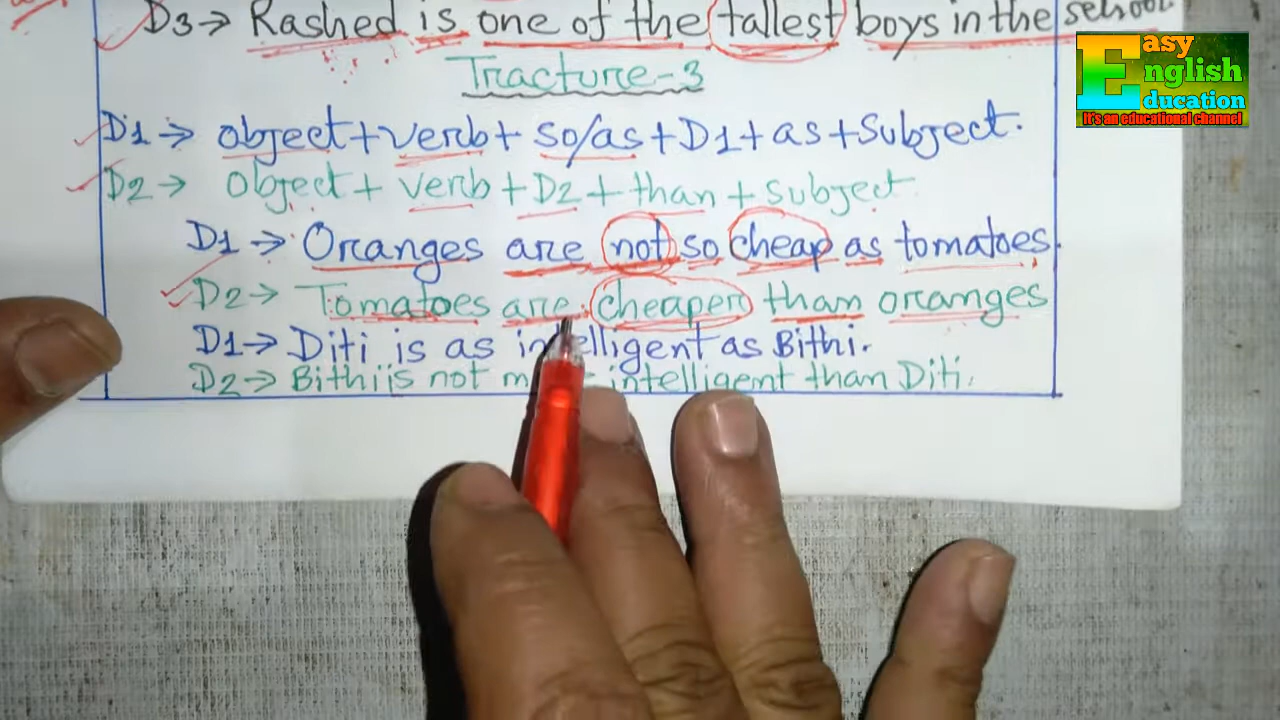 D3→ Rashed is one of the tallest boys in the school
Easy English Education
It's an educational channel
Tracture-3
D1→ object+verb+ so/as+D1+as+Subject.
D2→ Object+ verb +D2 + than + Subject
D1→ Oranges are not so cheap as tomatoes.
D2→ Tomatoes are cheaper than oranges
D1→ Diti is as intelligent as Bithi.
D2→ Bithi is not intelligent than Diti.